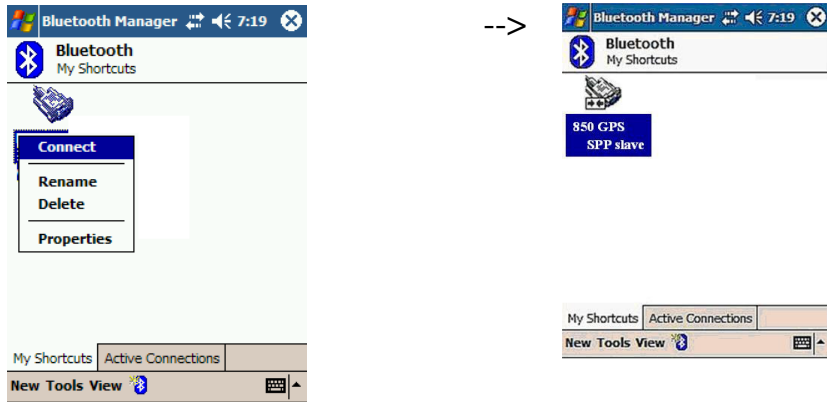 Bluetooth Manager 7:19
Bluetooth
My Shortcuts
Connect
Rename
Delete
Properties
My Shortcuts Active Connections
New Tools View
-->
Bluetooth Manager 7:19
Bluetooth
My Shortcuts
850 GPS
SPP slave
My Shortcuts Active Connections
New Tools View